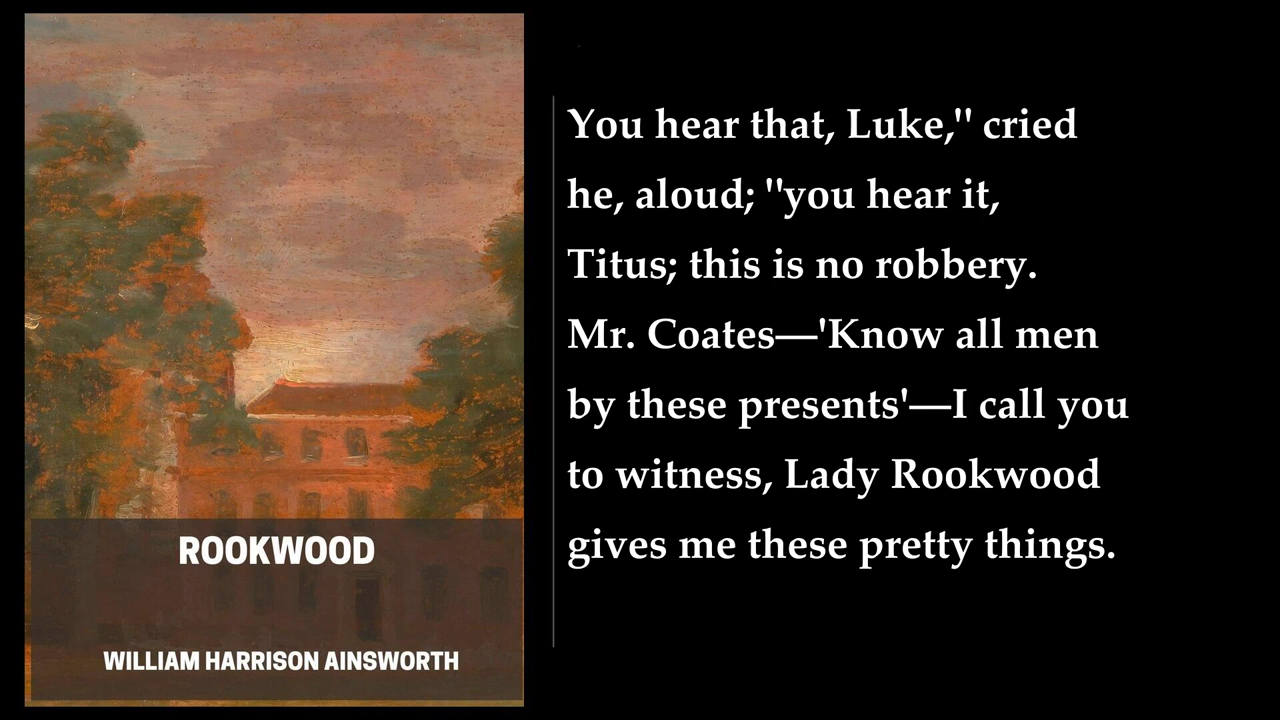 ROOKWOOD
WILLIAM HARRISON AINSWORTH
You hear that, Luke," cried
he, aloud; "you hear it,
Titus; this is no robbery.
Mr. Coates—'Know all men
by these presents'—I call you
to witness, Lady Rookwood
gives me these pretty things.